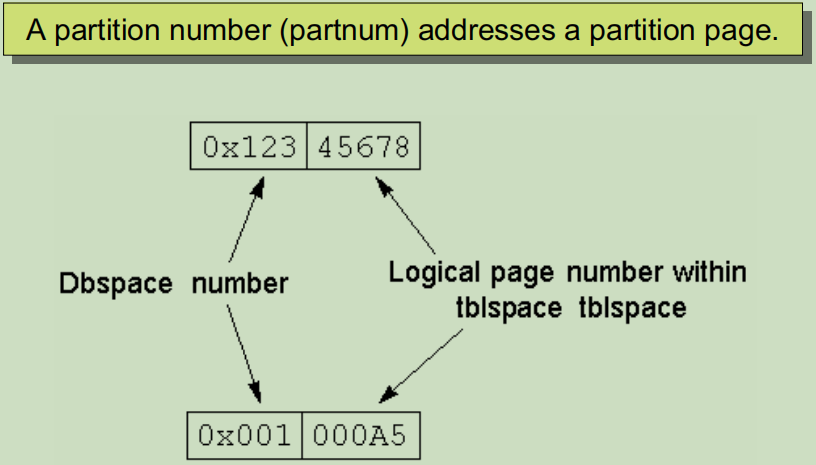 A partition number (partnum) addresses a partition page.
0x123 45678
Dbspace number
Logical page number within
tblspace tblspace
0x001 000A5